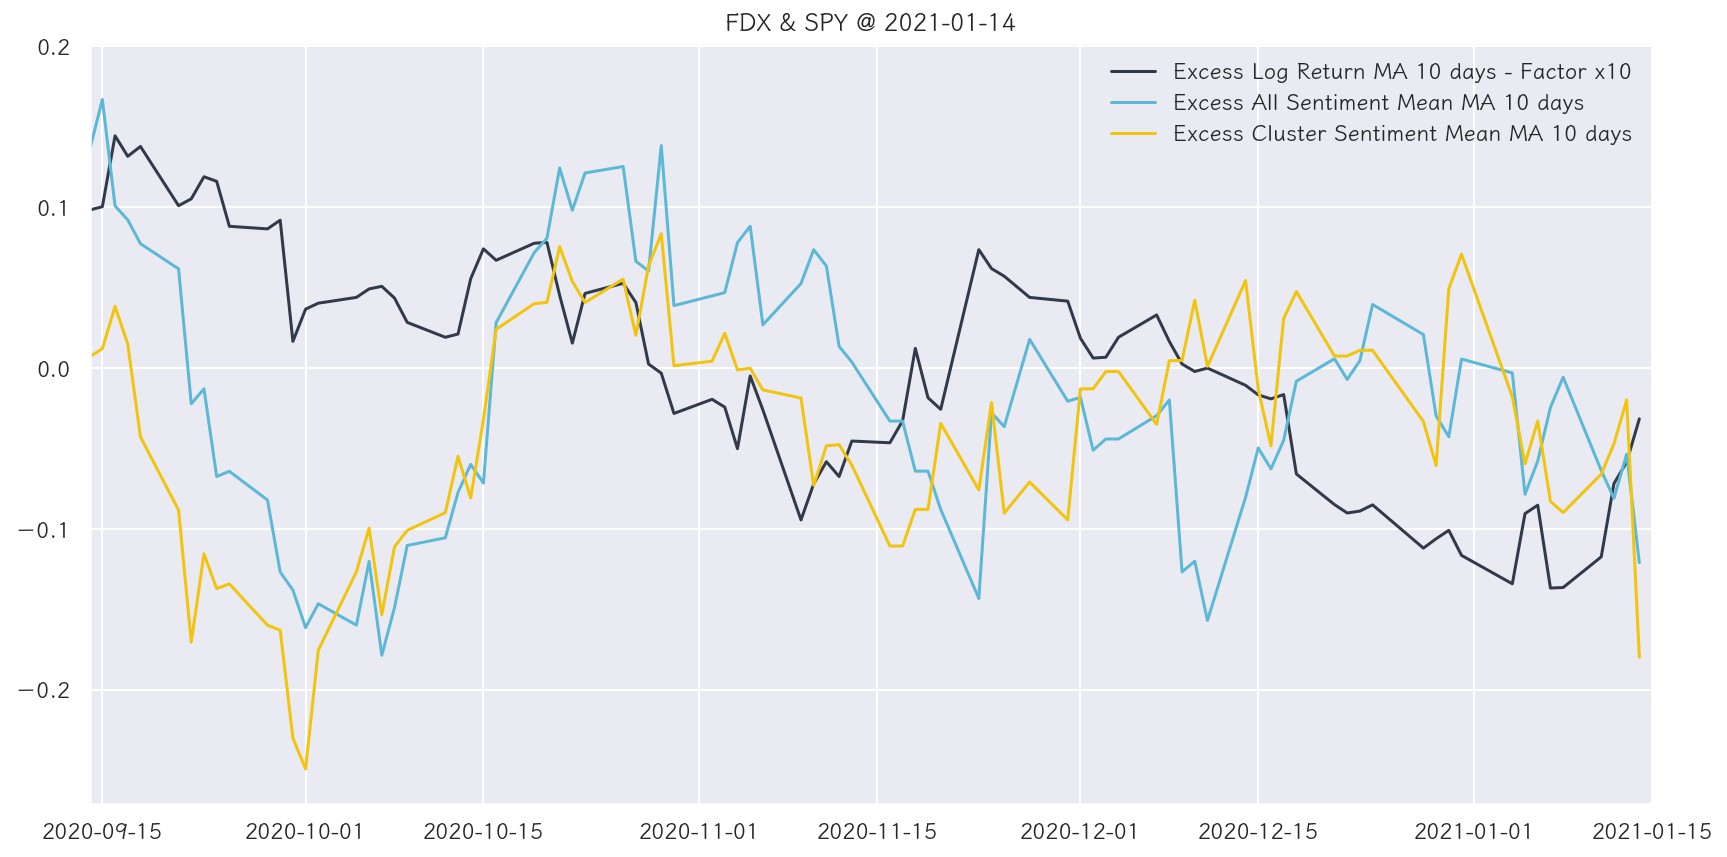 FDX & SPY @ 2021-01-14
0.2
0.1
0.0
−0.1
−0.2
Excess Log Return MA 10 days - Factor x10
Excess All Sentiment Mean MA 10 days
Excess Cluster Sentiment Mean MA 10 days
2020-09-15 2020-10-01 2020-10-15 2020-11-01 2020-11-15 2020-12-01 2020-12-15 2021-01-01 2021-01-15